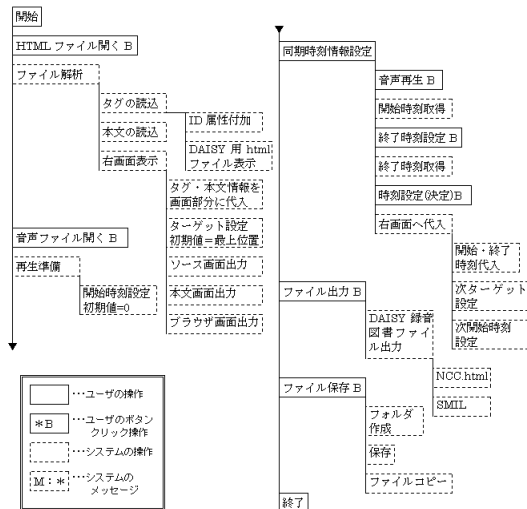 開始
HTML ファイル開く B
ファイル解析
タグの読込
ID 属性付加
本文の読込
DAISY 用 html
ファイル表示
右画面表示
タグ・本文情報を
画面部分に代入
ターゲット設定
初期値=最上位置
音声ファイル開く B
再生準備
ソース画面出力
開始時刻設定
初期値=0
本文画面出力
ブラウザ画面出力
…ユーザの操作
*B
…ユーザのボタン
クリック操作
…システムの操作
M:*
…システムの
メッセージ
同期時刻情報設定
音声再生 B
開始時刻取得
終了時刻設定 B
終了時刻取得
時刻設定(決定)B
右画面へ代入
開始・終了
時刻代入
次ターゲット
設定
次開始時刻
設定
ファイル出力 B
DAISY 録音
図書ファイ
ル出力
NCC.html
SMIL
ファイル保存 B
フォルダ
作成
保存
ファイルコピー
終了